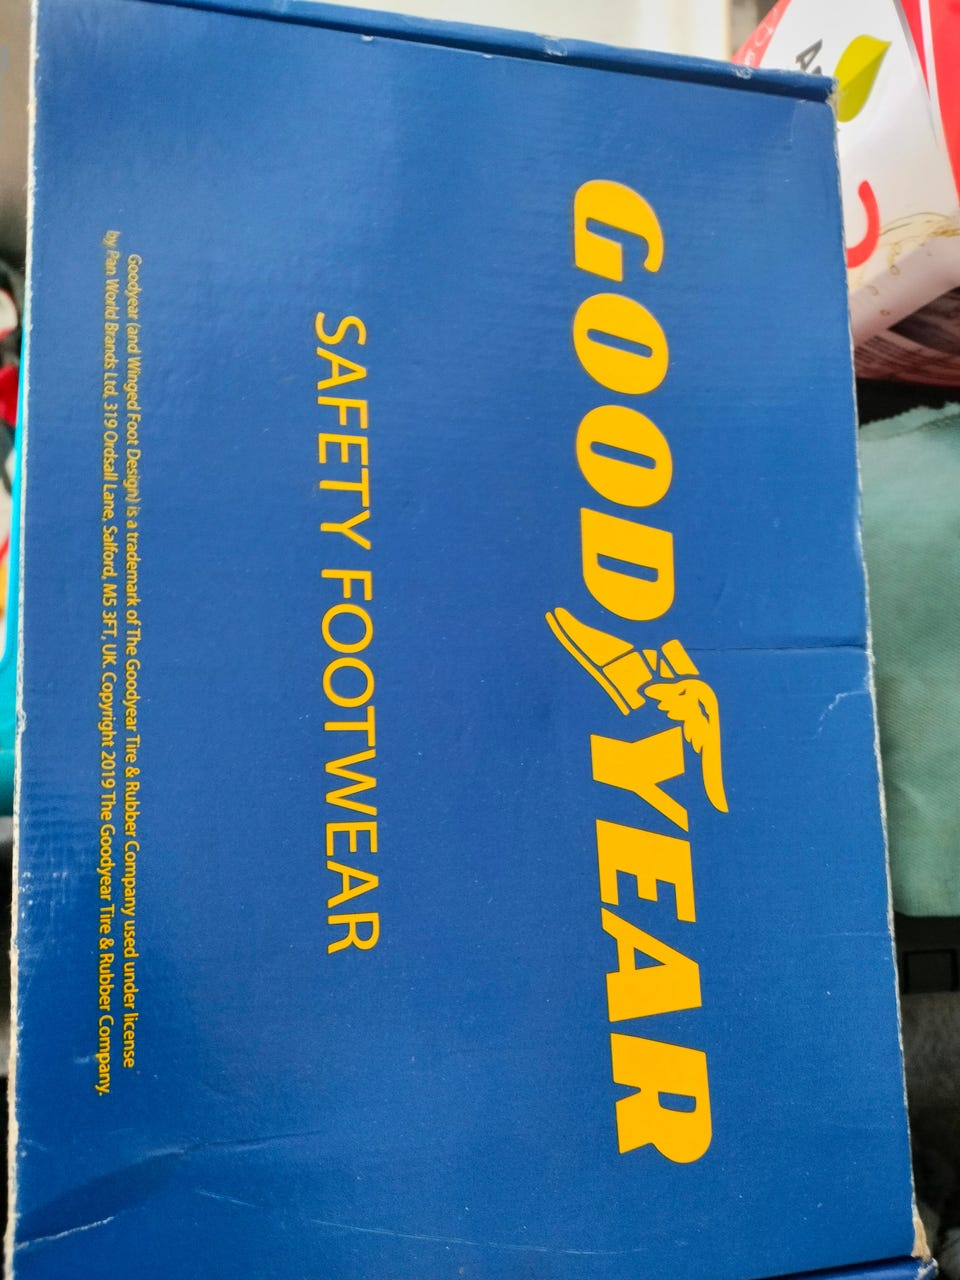 GOODYEAR
SAFETY FOOTWEAR
Goodyear (and Winged Foot Design) is a trademark of The Goodyear Tire & Rubber Company used under license
by Pan World Brands Ltd, 319 Ordsall Lane, Salford, M5 3FT, UK. Copyright 2019 The Goodyear Tire & Rubber Company.